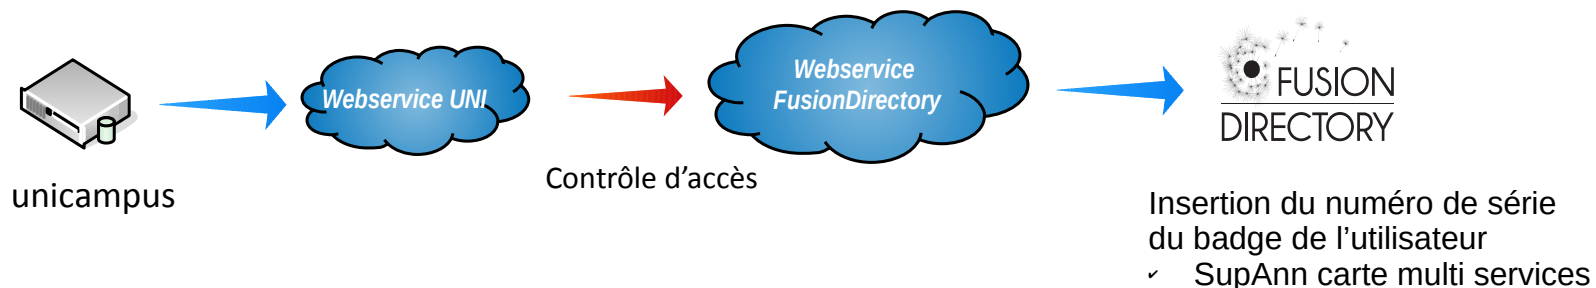 unicampus
Webservice UNI
Contrôle d’accès
Webservice
FusionDirectory
FUSION
DIRECTORY
Insertion du numéro de série
du badge de l’utilisateur
✔ SupAnn carte multi services